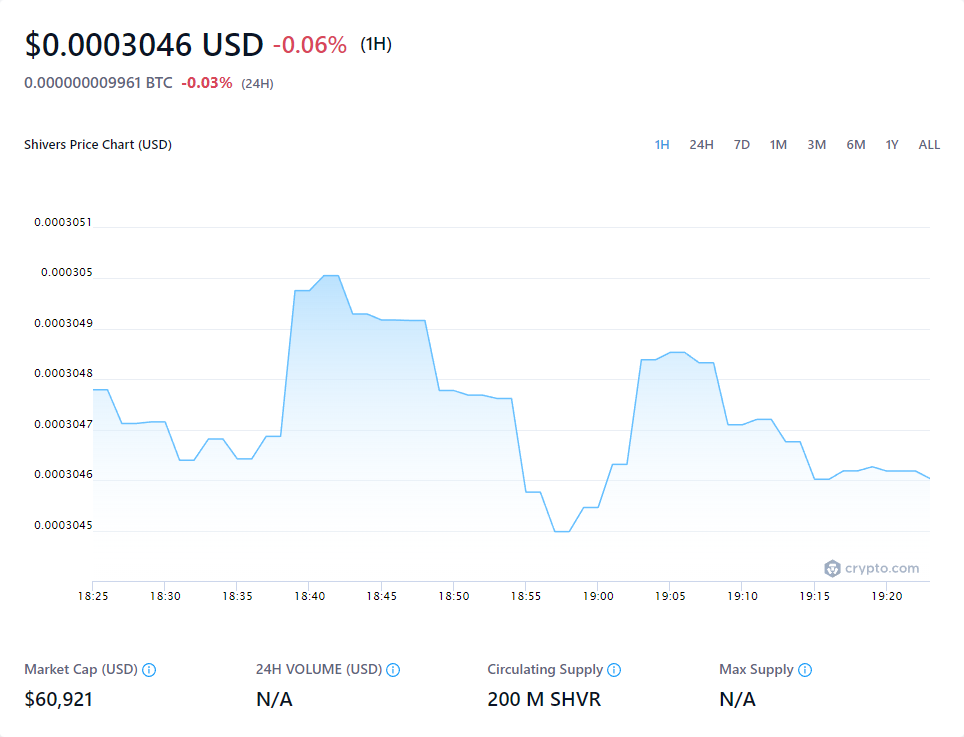 $0.0003046 USD -0.06% (1H)
0.000000009961 BTC -0.03% (24H)
Shivers Price Chart (USD) 1H 24H 7D 1M 3M 6M 1Y ALL
0.0003051
0.000305
0.0003049
0.0003048
0.0003047
0.0003046
0.0003045
crypto.com
18:25 18:30 18:35 18:40 18:45 18:50 18:55 19:00 19:05 19:10 19:15 19:20
Market Cap (USD) 24H VOLUME (USD) Circulating Supply Max Supply
$60,921 N/A 200 M SHVR N/A